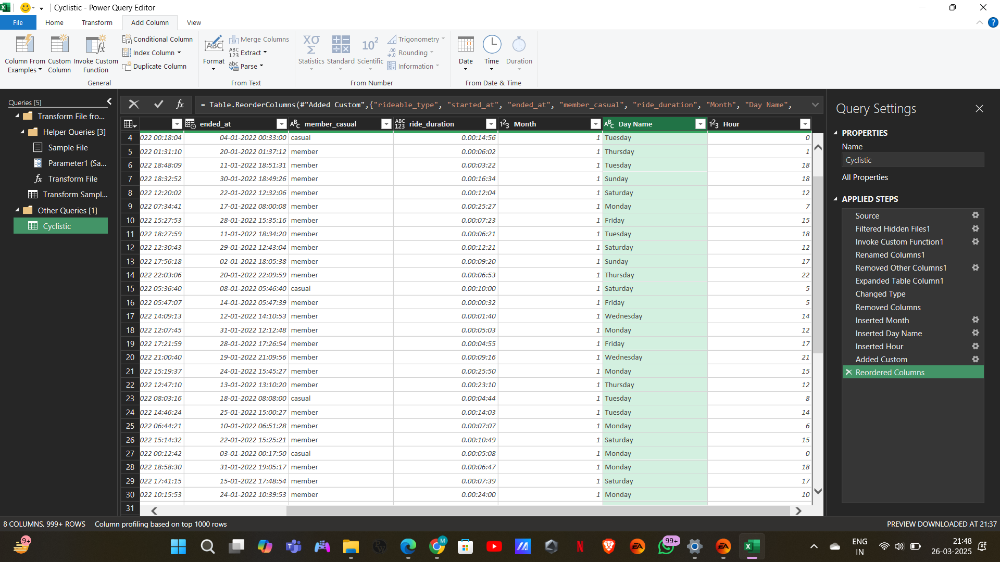 Cyclistic - Power Query Editor
File Home Transform Add Column View
Column From Examples
Custom Column
Invoke Custom Function
Conditional Column
Index Column
Duplicate Column
General
Format
Merge Columns
Extract
Parse
From Text
Statistics
Standard
Scientific
Trigonometry
Rounding
Information
From Number
Date
Time
Duration
From Date & Time
Queries [5]
Transform File fro...
Helper Queries [3]
Sample File
Parameter1 (Sa...
Transform File
Transform Sampl...
Other Queries [1]
Cyclistic
= Table.ReorderColumns(#"Added Custom",{"rideable_type", "started_at", "ended_at", "member_casual", "ride_duration", "Month", "Day Name",
ended_at member_casual ride_duration Month Day Name Hour
4 022 00:18:04 04-01-2022 00:33:00 casual 0.00:14:56 1 Tuesday 0
5 022 01:31:10 20-01-2022 01:37:12 member 0.00:06:02 1 Thursday 1
6 022 18:48:09 11-01-2022 18:51:31 member 0.00:03:22 1 Tuesday 18
7 022 18:32:52 30-01-2022 18:49:26 member 0.00:16:34 1 Sunday 18
8 022 12:20:02 22-01-2022 12:32:06 member 0.00:12:04 1 Saturday 12
9 022 07:34:41 17-01-2022 08:00:08 member 0.00:25:27 1 Monday 7
10 022 15:27:53 28-01-2022 15:35:16 member 0.00:07:23 1 Friday 15
11 022 18:27:59 11-01-2022 18:34:20 member 0.00:06:21 1 Tuesday 18
12 022 12:30:43 29-01-2022 12:43:04 member 0.00:12:21 1 Saturday 12
13 022 17:56:18 02-01-2022 18:05:38 member 0.00:09:20 1 Sunday 17
14 022 22:03:06 20-01-2022 22:09:59 member 0.00:06:53 1 Thursday 22
15 022 05:36:40 08-01-2022 05:46:40 casual 0.00:10:00 1 Saturday 5
16 022 05:47:07 14-01-2022 05:47:39 member 0.00:00:32 1 Friday 5
17 022 14:09:13 12-01-2022 14:10:53 member 0.00:01:40 1 Wednesday 14
18 022 12:07:45 31-01-2022 12:12:48 member 0.00:05:03 1 Monday 12
19 022 17:21:59 28-01-2022 17:26:54 member 0.00:04:55 1 Friday 17
20 022 21:00:40 19-01-2022 21:09:56 member 0.00:09:16 1 Wednesday 21
21 022 15:19:37 24-01-2022 15:45:27 member 0.00:25:50 1 Monday 15
22 022 12:47:10 13-01-2022 13:10:20 member 0.00:23:10 1 Thursday 12
23 022 08:03:16 18-01-2022 08:08:00 casual 0.00:04:44 1 Tuesday 8
24 022 14:46:24 25-01-2022 15:00:27 member 0.00:14:03 1 Tuesday 14
25 022 06:44:21 10-01-2022 06:51:28 member 0.00:07:07 1 Monday 6
26 022 15:14:32 22-01-2022 15:25:21 member 0.00:10:49 1 Saturday 15
27 022 00:12:42 03-01-2022 00:17:50 casual 0.00:05:08 1 Monday 0
28 022 18:58:30 31-01-2022 19:05:17 member 0.00:06:47 1 Monday 18
29 022 17:41:15 15-01-2022 17:48:54 member 0.00:07:39 1 Saturday 17
30 022 10:15:53 24-01-2022 10:39:53 member 0.00:24:00 1 Monday 10
31
Query Settings
PROPERTIES
Name
Cyclistic
All Properties
APPLIED STEPS
Source
Filtered Hidden Files1
Invoke Custom Function1
Renamed Columns1
Removed Other Columns1
Expanded Table Column1
Changed Type
Removed Columns
Inserted Month
Inserted Day Name
Inserted Hour
Added Custom
Reordered Columns
8 COLUMNS, 999+ ROWS Column profiling based on top 1000 rows
PREVIEW DOWNLOADED AT 21:37
9+
99+
ENG
IN
21:48
26-03-2025